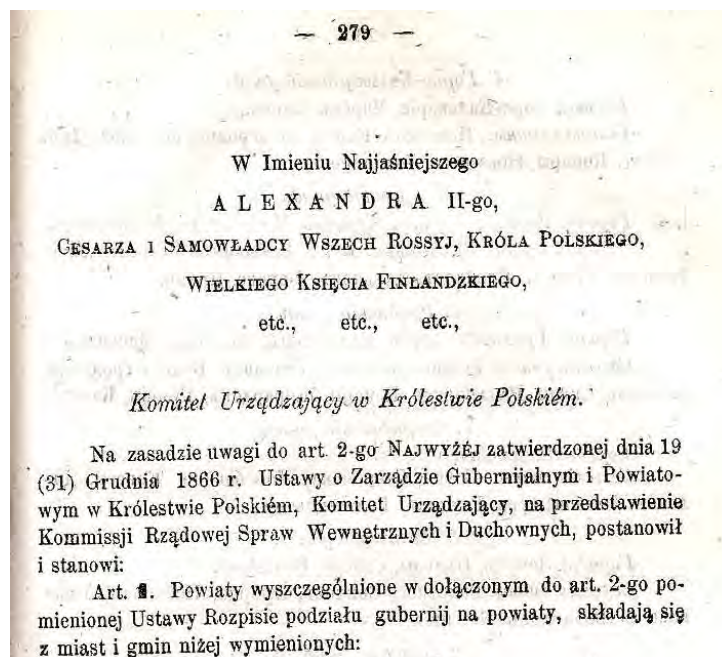 — 279 —
W Imieniu Najjaśniejszego
ALEXANDRA II-go,
CESARZA I SAMOWŁADCY WSZECH ROSSYJ, KRÓLA POLSKIEGO,
WIELKIEGO KSIĘCIA FINLANDZKIEGO,
etc., etc., etc.,
Komitet Urządzający w Królestwie Polskiém.
Na zasadzie uwagi do art. 2-go NAJWYŻÉJ zatwierdzonej dnia 19
(31) Grudnia 1866 r. Ustawy o Zarządzie Gubernijalnym i Powiato-
wym w Królestwie Polskiém, Komitet Urządzający, na przedstawienie
Kommissji Rządowej Spraw Wewnętrznych i Duchownych, postanowił
i stanowi:
Art. 1. Powiaty wyszczególnione w dołączonym do art. 2-go po-
mienionej Ustawy Rozpisie podziału gubernij na powiaty, składają się
z miast i gmin niżej wymienionych: